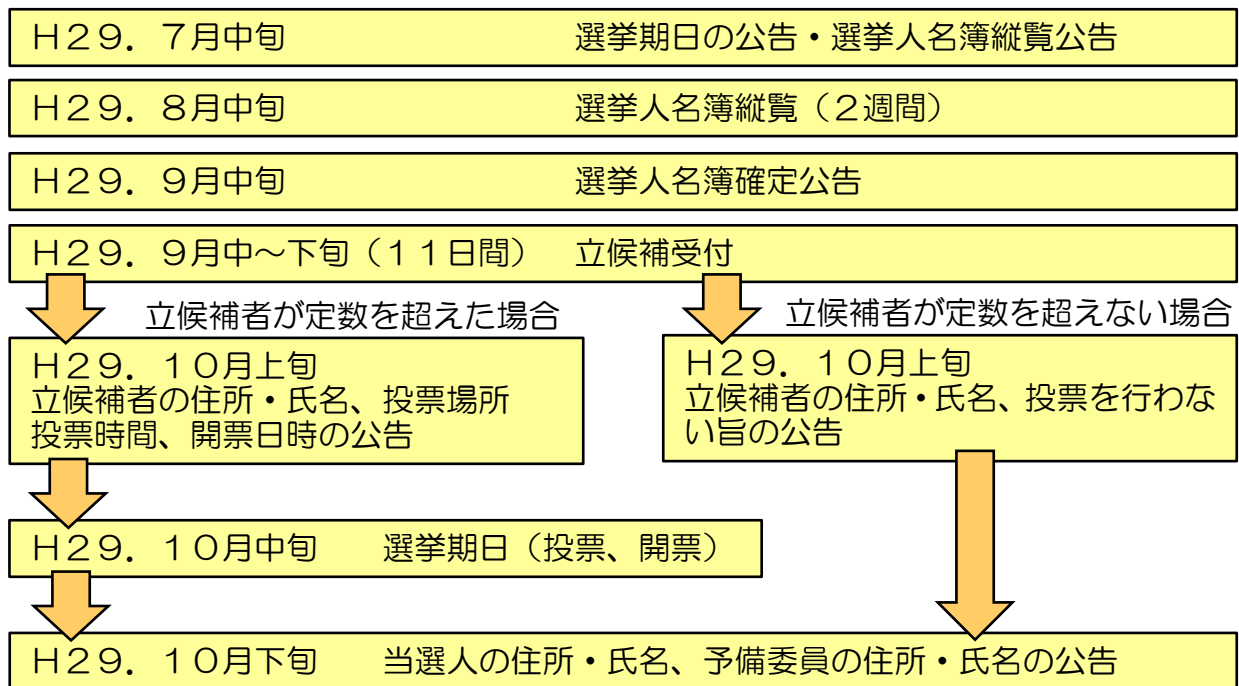 H29．7月中旬　選挙期日の公告・選挙人名簿縦覧公告
H29．8月中旬　選挙人名簿縦覧（2週間）
H29．9月中旬　選挙人名簿確定公告
H29．9月中～下旬（11日間）　立候補受付
立候補者が定数を超えた場合
立候補者が定数を超えない場合
H29．10月上旬
立候補者の住所・氏名、投票場所
投票時間、開票日時の公告
H29．10月上旬
立候補者の住所・氏名、投票を行わな
い旨の公告
H29．10月中旬　選挙期日（投票、開票）
H29．10月下旬　当選人の住所・氏名、予備委員の住所・氏名の公告